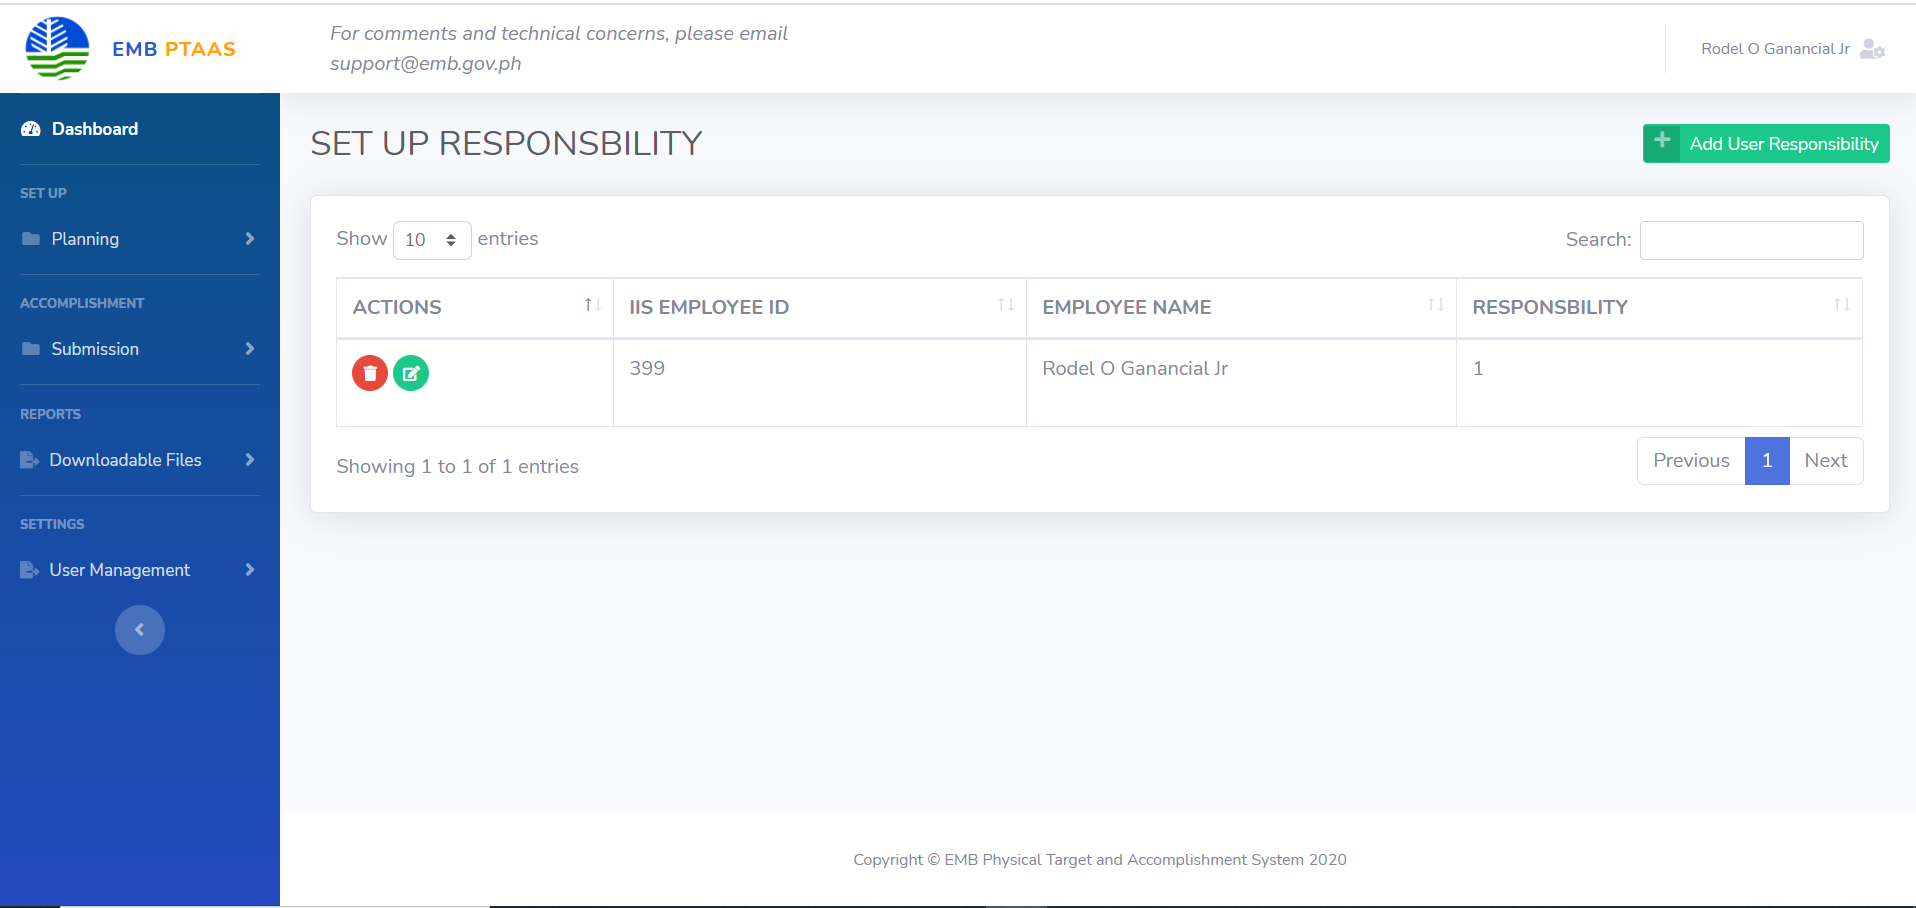 EMB PTAAS
For comments and technical concerns, please email
support@emb.gov.ph
Rodel O Ganancial Jr
Dashboard
SET UP
Planning
ACCOMPLISHMENT
Submission
REPORTS
Downloadable Files
SETTINGS
User Management
SET UP RESPONSBILITY
Add User Responsibility
Show 10 entries
Search:
ACTIONS IIS EMPLOYEE ID EMPLOYEE NAME RESPONSBILITY
399 Rodel O Ganancial Jr 1
Showing 1 to 1 of 1 entries
Previous 1 Next
Copyright © EMB Physical Target and Accomplishment System 2020